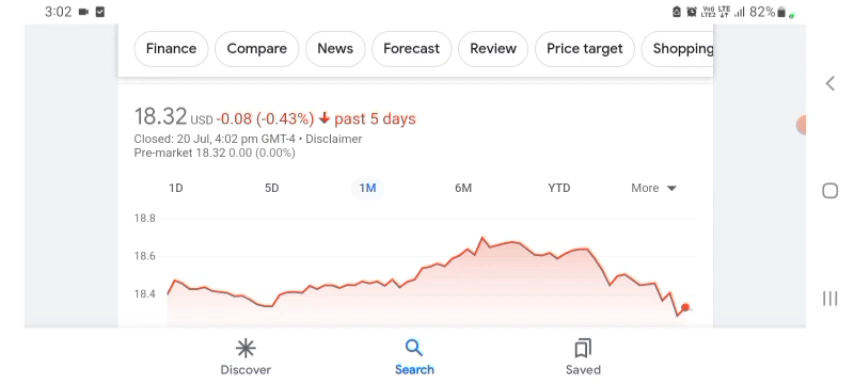 3:02
82%
Finance Compare News Forecast Review Price target Shopping
18.32 USD -0.08 (-0.43%) past 5 days
Closed: 20 Jul, 4:02 pm GMT-4 • Disclaimer
Pre-market 18.32 0.00 (0.00%)
1D 5D 1M 6M YTD More
18.8
18.6
18.4
Discover Search Saved